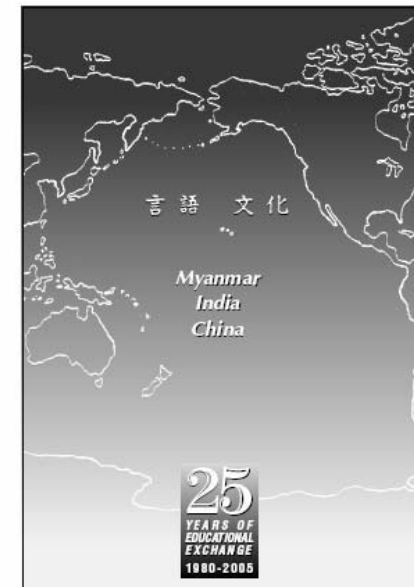 言語 文化
Myanmar
India
China
25
YEARS OF
EDUCATIONAL
EXCHANGE
1980-2005